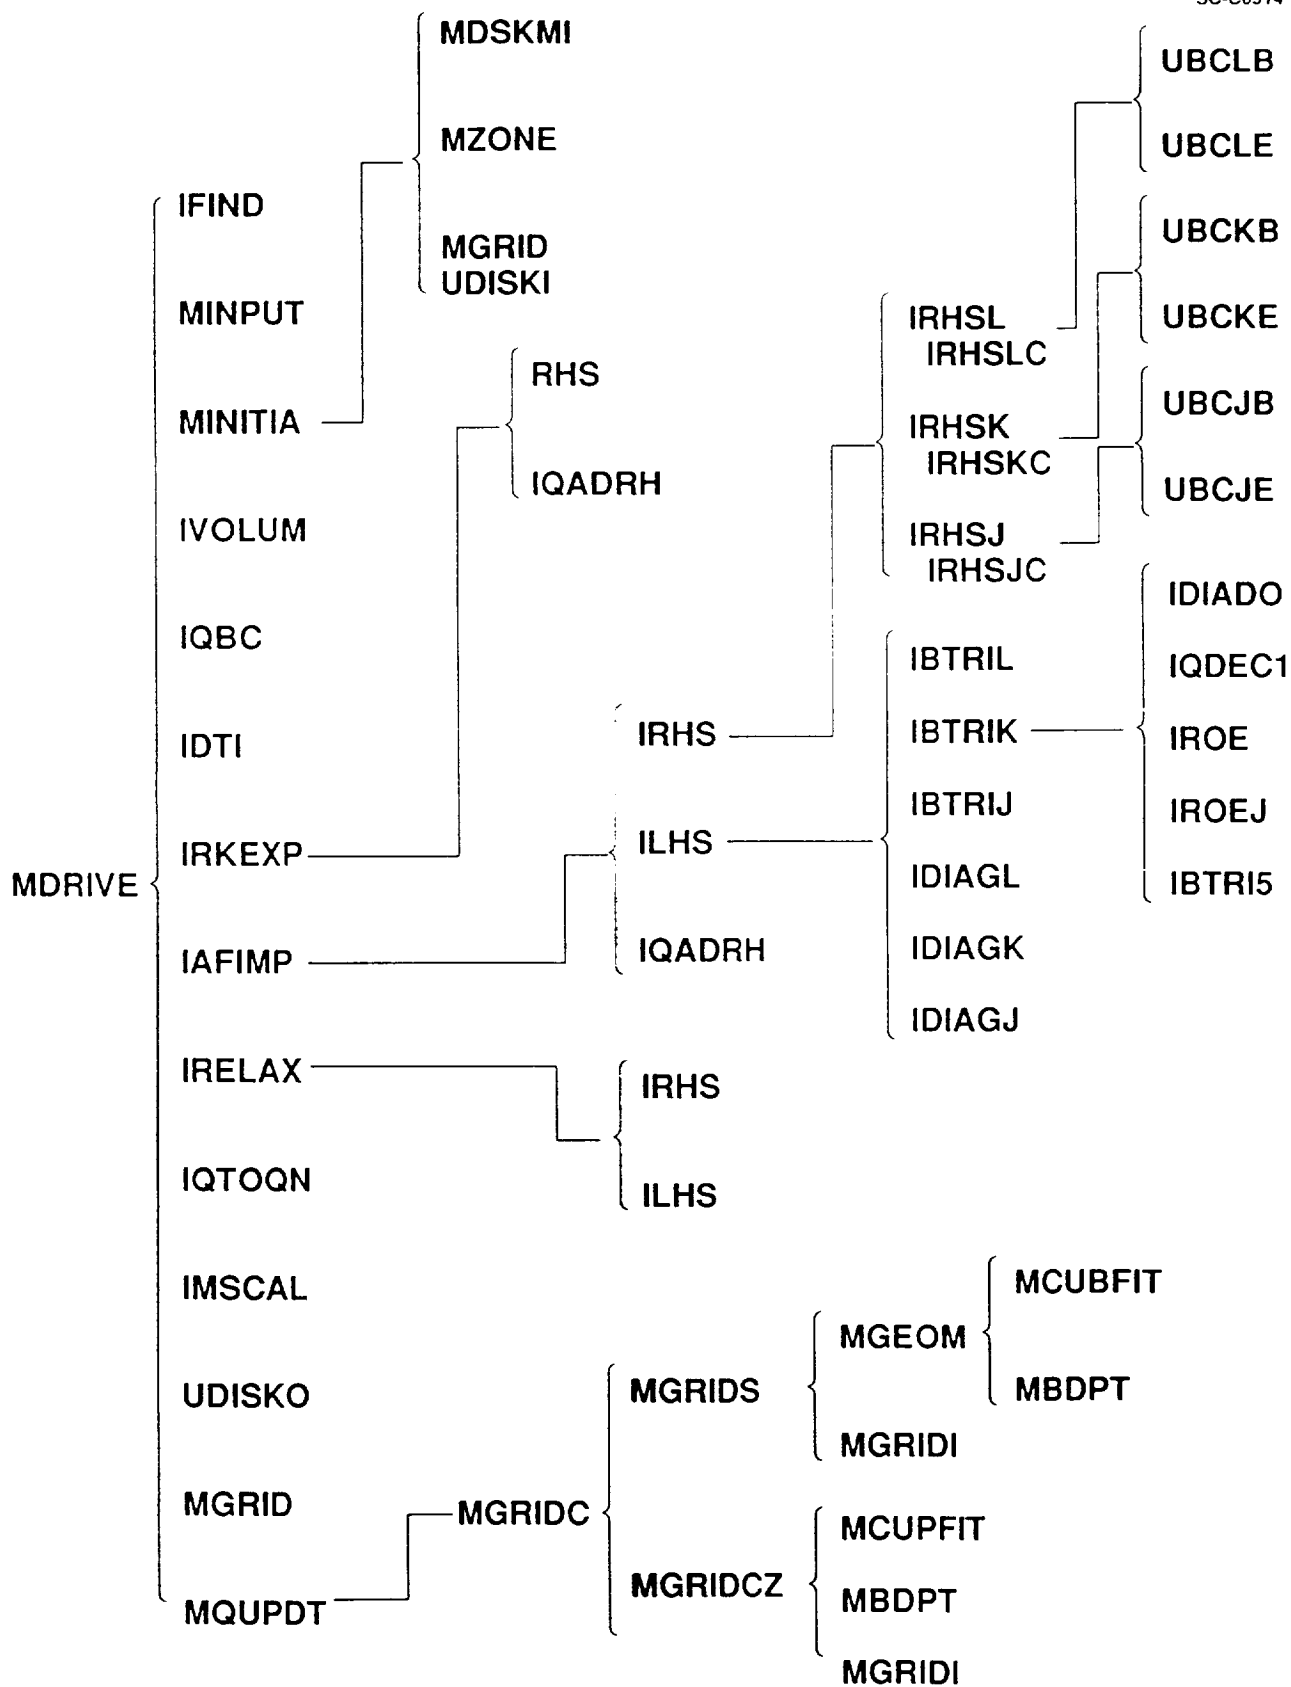 MDRIVE
IFIND
MINPUT
MINITIA
IVOLUM
IQBC
IDTI
IRKEXP
IAFIMP
IRELAX
IQTOQN
IMSCAL
UDISKO
MGRID
MQUPDT
MDSKMI
MZONE
MGRID
UDISKI
RHS
IQADRH
IRHS
ILHS
IQADRH
IRHSL
IRHSLC
IRHSK
IRHSKC
IRHSJ
IRHSJC
UBCLB
UBCLE
UBCKB
UBCKE
UBCJB
UBCJE
IBTRIL
IBTRIK
IBTRIJ
IDIAGL
IDIAGK
IDIAGJ
IDIADO
IQDEC1
IROE
IROEJ
IBTRI5
IRHS
ILHS
MGRIDC
MGRIDS
MGRIDCZ
MGEOM
MGRIDI
MCUBFIT
MBDPT
MCUPFIT
MBDPT
MGRIDI